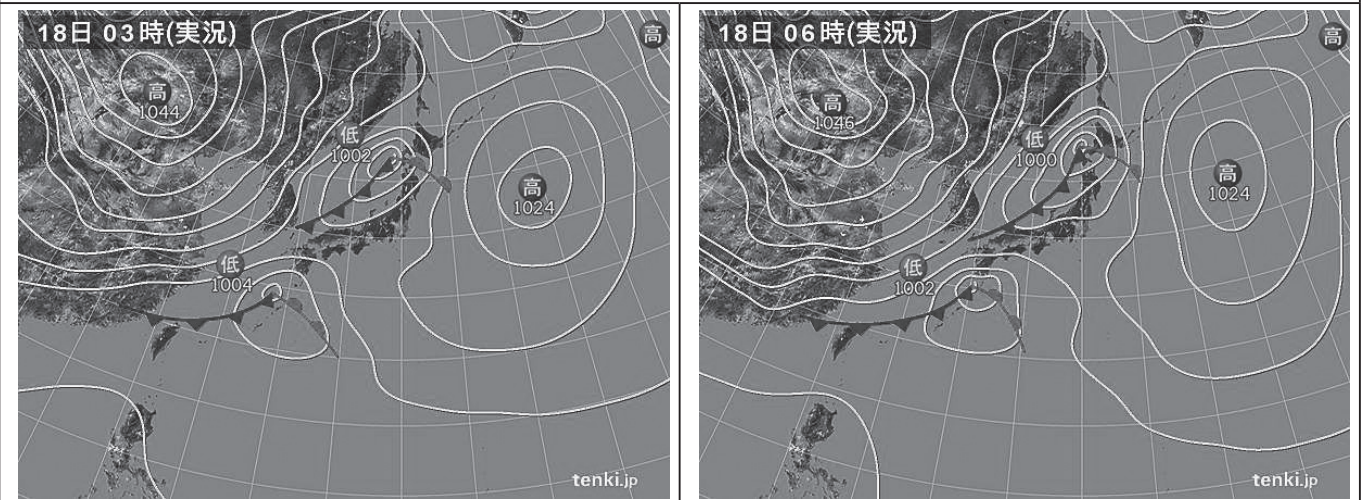 18日 03時(実況)
高
高
1044
低
1002
高
1024
低
1004
tenki.jp
18日 06時(実況)
高
高
1046
低
1000
高
1024
低
1002
tenki.jp